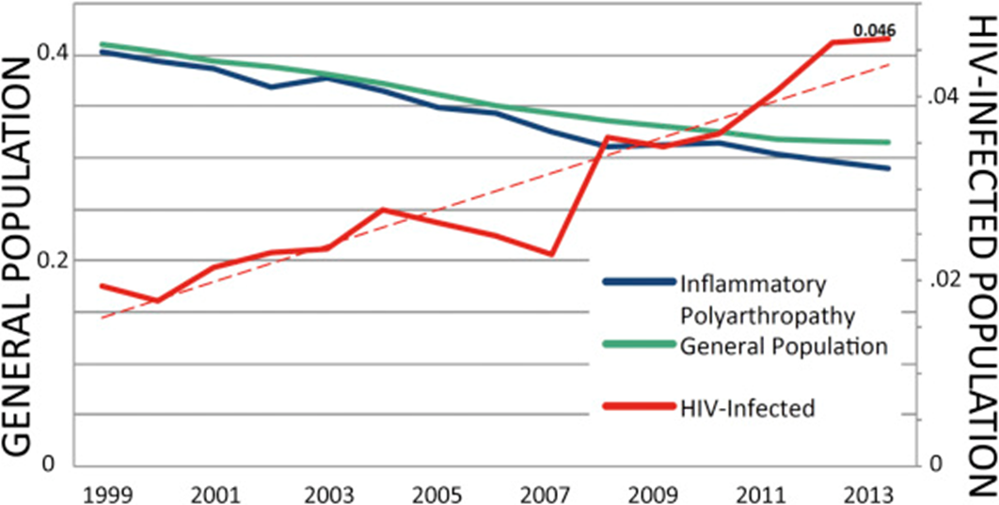 GENERAL POPULATION
0.4
0.2
0
0.046
HIV-INFECTED POPULATION
.04
.02
0
Inflammatory
Polyarthropathy
General Population
HIV-Infected
1999 2001 2003 2005 2007 2009 2011 2013